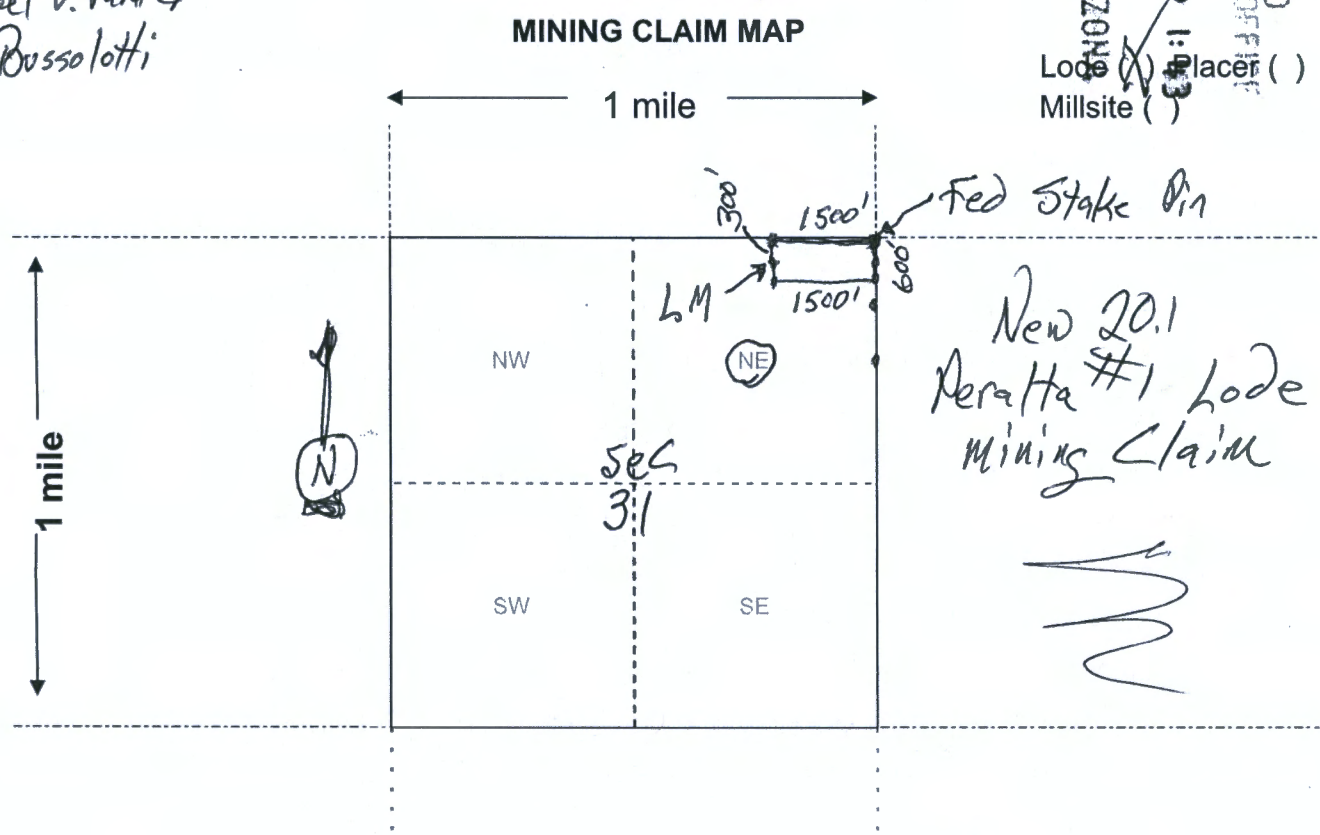 Bussolotti
MINING CLAIM MAP
Lode (X) Placer ( )
Millsite ( )
1 mile
300'
1500'
Fed Stake Pin
600'
LM
1500'
New 20.1
Peralta #1 Lode
mining Claim
NW
NE
N
1 mile
Sec
31
SW
SE